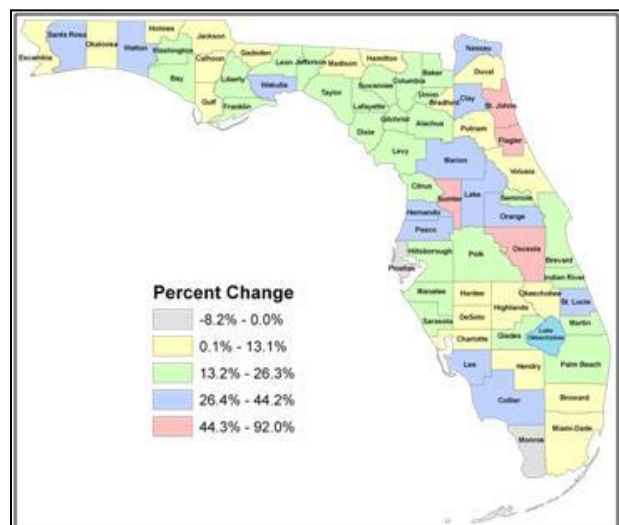 Holmes
Jackson
Santa Rosa
Okaloosa
Walton
Washington
Escambia
Calhoun
Gadsden
Bay
Liberty
Leon
Jefferson
Madison
Hamilton
Gulf
Franklin
Wakulla
Taylor
Suwannee
Columbia
Baker
Nassau
Duval
Lafayette
Union
Bradford
Clay
St. Johns
Dixie
Gilchrist
Alachua
Putnam
Flagler
Levy
Marion
Volusia
Citrus
Sumter
Lake
Seminole
Hernando
Orange
Pasco
Pinellas
Hillsborough
Polk
Osceola
Brevard
Indian River
Manatee
Hardee
Okeechobee
Highlands
St. Lucie
Sarasota
DeSoto
Martin
Charlotte
Glades
Lake
Okeechobee
Lee
Hendry
Palm Beach
Collier
Broward
Monroe
Miami-Dade
Percent Change
-8.2% - 0.0%
0.1% - 13.1%
13.2% - 26.3%
26.4% - 44.2%
44.3% - 92.0%